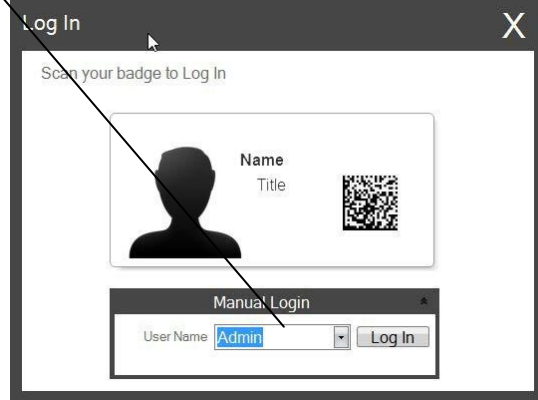 Log In
X
Scan your badge to Log In
Name
Title
Manual Login
User Name Admin Log In